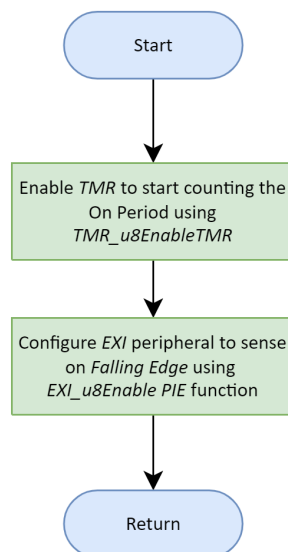 Start
Enable TMR to start counting the
On Period using
TMR_u8EnableTMR
Configure EXI peripheral to sense
on Falling Edge using
EXI_u8Enable PIE function
Return